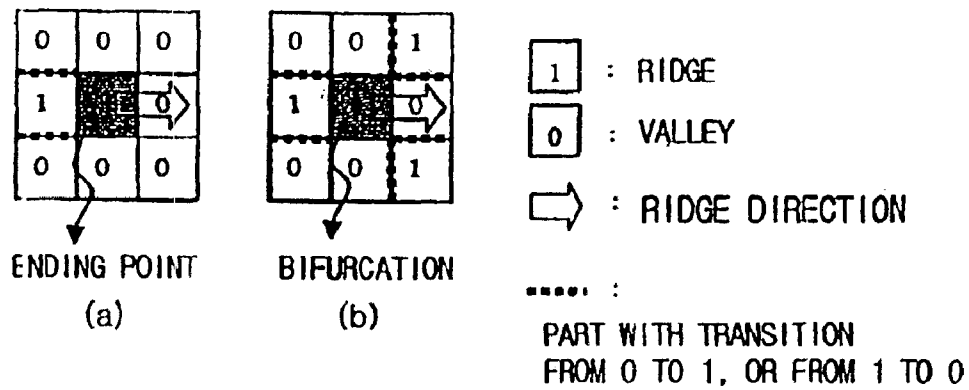 0 0 0
1 0
0 0 0
ENDING POINT
(a)
0 0 1
1 0
0 0 1
BIFURCATION
(b)
1 : RIDGE
0 : VALLEY
: RIDGE DIRECTION
:
PART WITH TRANSITION
FROM 0 TO 1, OR FROM 1 TO 0